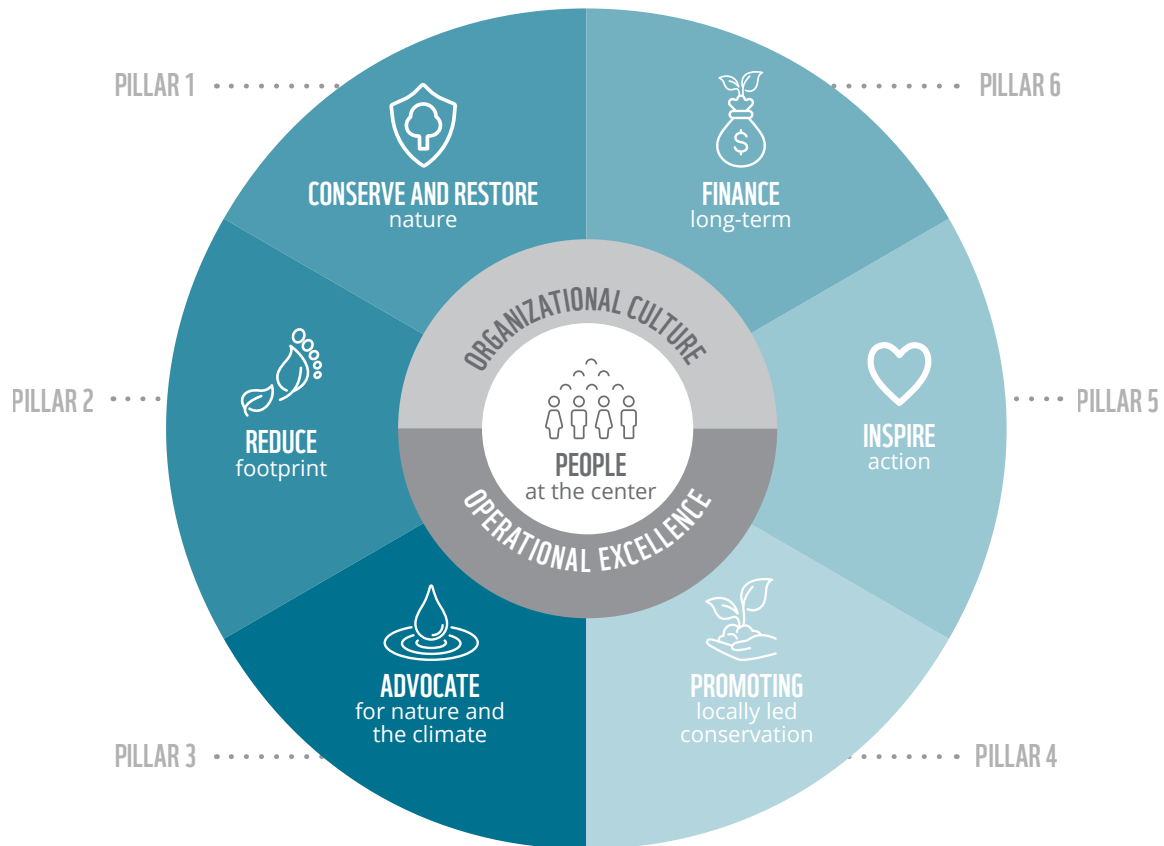 PILLAR 1
CONSERVE AND RESTORE
nature
PILLAR 6
$
FINANCE
long-term
PILLAR 2
REDUCE
footprint
ORGANIZATIONAL CULTURE
PEOPLE
at the center
OPERATIONAL EXCELLENCE
PILLAR 5
INSPIRE
action
PILLAR 3
ADVOCATE
for nature and
the climate
PILLAR 4
PROMOTING
locally led
conservation